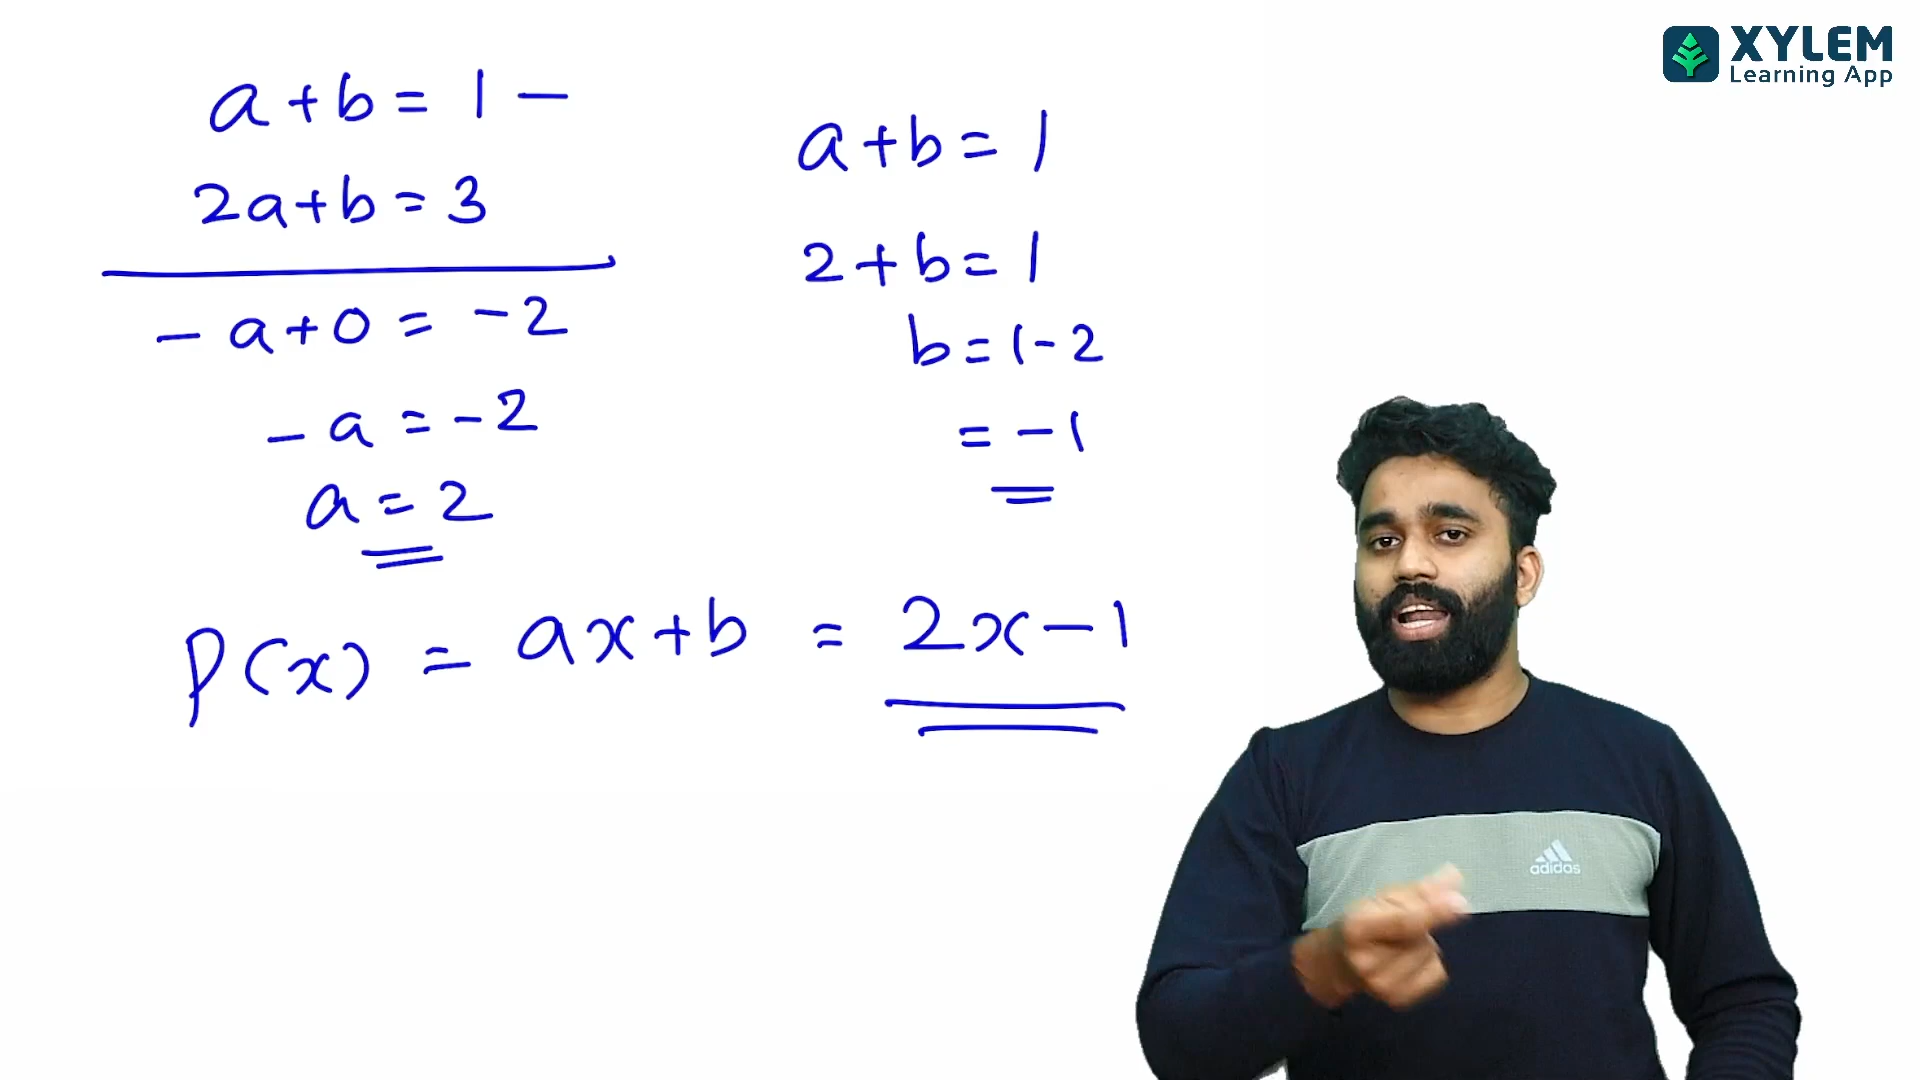 a + b = 1 -
2a + b = 3
- a + 0 = -2
- a = -2
a = 2
a + b = 1
2 + b = 1
b = 1 - 2
= -1
P(x) = ax + b = 2x - 1
XYLEM
Learning App
adidas